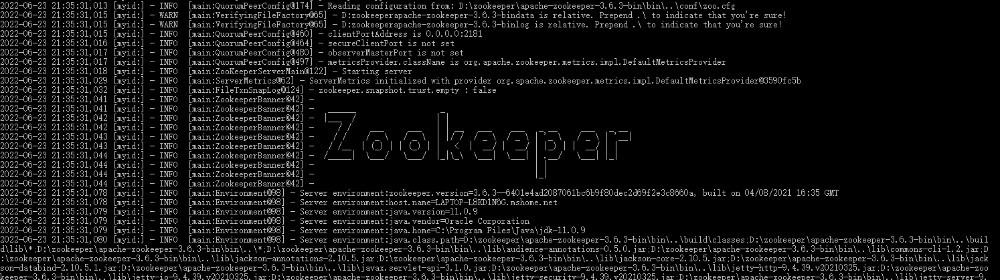 2022-06-23 21:35:31,013 [myid:] - INFO  [main:QuorumPeerConfig@174] - Reading configuration from: D:\zookeeper\apache-zookeeper-3.6.3-bin\bin\..\conf\zoo.cfg
2022-06-23 21:35:31,015 [myid:] - WARN  [main:VerifyingFileFactory@65] - D:zookeeperapache-zookeeper-3.6.3-bindata is relative. Prepend .\ to indicate that you're sure!
2022-06-23 21:35:31,015 [myid:] - WARN  [main:VerifyingFileFactory@65] - D:zookeeperapache-zookeeper-3.6.3-binlog is relative. Prepend .\ to indicate that you're sure!
2022-06-23 21:35:31,015 [myid:] - INFO  [main:QuorumPeerConfig@460] - clientPortAddress is 0.0.0.0:2181
2022-06-23 21:35:31,016 [myid:] - INFO  [main:QuorumPeerConfig@464] - secureClientPort is not set
2022-06-23 21:35:31,017 [myid:] - INFO  [main:QuorumPeerConfig@480] - observerMasterPort is not set
2022-06-23 21:35:31,017 [myid:] - INFO  [main:QuorumPeerConfig@497] - metricsProvider.className is org.apache.zookeeper.metrics.impl.DefaultMetricsProvider
2022-06-23 21:35:31,018 [myid:] - INFO  [main:ZooKeeperServerMain@122] - Starting server
2022-06-23 21:35:31,029 [myid:] - INFO  [main:ServerMetrics@62] - ServerMetrics initialized with provider org.apache.zookeeper.metrics.impl.DefaultMetricsProvider@3590fc5b
2022-06-23 21:35:31,032 [myid:] - INFO  [main:FileTxnSnapLog@124] - zookeeper.snapshot.trust.empty : false
2022-06-23 21:35:31,041 [myid:] - INFO  [main:ZookeeperBanner@42] -
2022-06-23 21:35:31,041 [myid:] - INFO  [main:ZookeeperBanner@42] -
2022-06-23 21:35:31,042 [myid:] - INFO  [main:ZookeeperBanner@42] -
2022-06-23 21:35:31,042 [myid:] - INFO  [main:ZookeeperBanner@42] -
2022-06-23 21:35:31,043 [myid:] - INFO  [main:ZookeeperBanner@42] - Zookeeper
2022-06-23 21:35:31,043 [myid:] - INFO  [main:ZookeeperBanner@42] -
2022-06-23 21:35:31,044 [myid:] - INFO  [main:ZookeeperBanner@42] -
2022-06-23 21:35:31,044 [myid:] - INFO  [main:ZookeeperBanner@42] -
2022-06-23 21:35:31,044 [myid:] - INFO  [main:ZookeeperBanner@42] -
2022-06-23 21:35:31,044 [myid:] - INFO  [main:ZookeeperBanner@42] -
2022-06-23 21:35:31,078 [myid:] - INFO  [main:Environment@98] - Server environment:zookeeper.version=3.6.3--6401e4ad2087061bc6b9f80dec2d69f2e3c8660a, built on 04/08/2021 16:35 GMT
2022-06-23 21:35:31,078 [myid:] - INFO  [main:Environment@98] - Server environment:host.name=LAPTOP-L8KD1N6G.mshome.net
2022-06-23 21:35:31,079 [myid:] - INFO  [main:Environment@98] - Server environment:java.version=11.0.9
2022-06-23 21:35:31,079 [myid:] - INFO  [main:Environment@98] - Server environment:java.vendor=Oracle Corporation
2022-06-23 21:35:31,079 [myid:] - INFO  [main:Environment@98] - Server environment:java.home=C:\Program Files\Java\jdk-11.0.9
2022-06-23 21:35:31,080 [myid:] - INFO  [main:Environment@98] - Server environment:java.class.path=D:\zookeeper\apache-zookeeper-3.6.3-bin\bin\..\build\classes;D:\zookeeper\apache-zookeeper-3.6.3-bin\bin\..\buil
d\lib\*;D:\zookeeper\apache-zookeeper-3.6.3-bin\bin\..\*;D:\zookeeper\apache-zookeeper-3.6.3-bin\bin\..\lib\audience-annotations-0.5.0.jar;D:\zookeeper\apache-zookeeper-3.6.3-bin\bin\..\lib\commons-cli-1.2.jar;D
:\zookeeper\apache-zookeeper-3.6.3-bin\bin\..\lib\jackson-annotations-2.10.5.jar;D:\zookeeper\apache-zookeeper-3.6.3-bin\bin\..\lib\jackson-core-2.10.5.jar;D:\zookeeper\apache-zookeeper-3.6.3-bin\bin\..\lib\jack
son-databind-2.10.5.1.jar;D:\zookeeper\apache-zookeeper-3.6.3-bin\bin\..\lib\javax.servlet-api-3.1.0.jar;D:\zookeeper\apache-zookeeper-3.6.3-bin\bin\..\lib\jetty-http-9.4.39.v20210325.jar;D:\zookeeper\apache-zoo
keeper-3.6.3-bin\bin\..\lib\jetty-io-9.4.39.v20210325.jar;D:\zookeeper\apache-zookeeper-3.6.3-bin\bin\..\lib\jetty-security-9.4.39.v20210325.jar;D:\zookeeper\apache-zookeeper-3.6.3-bin\bin\..\lib\jetty-server-9.